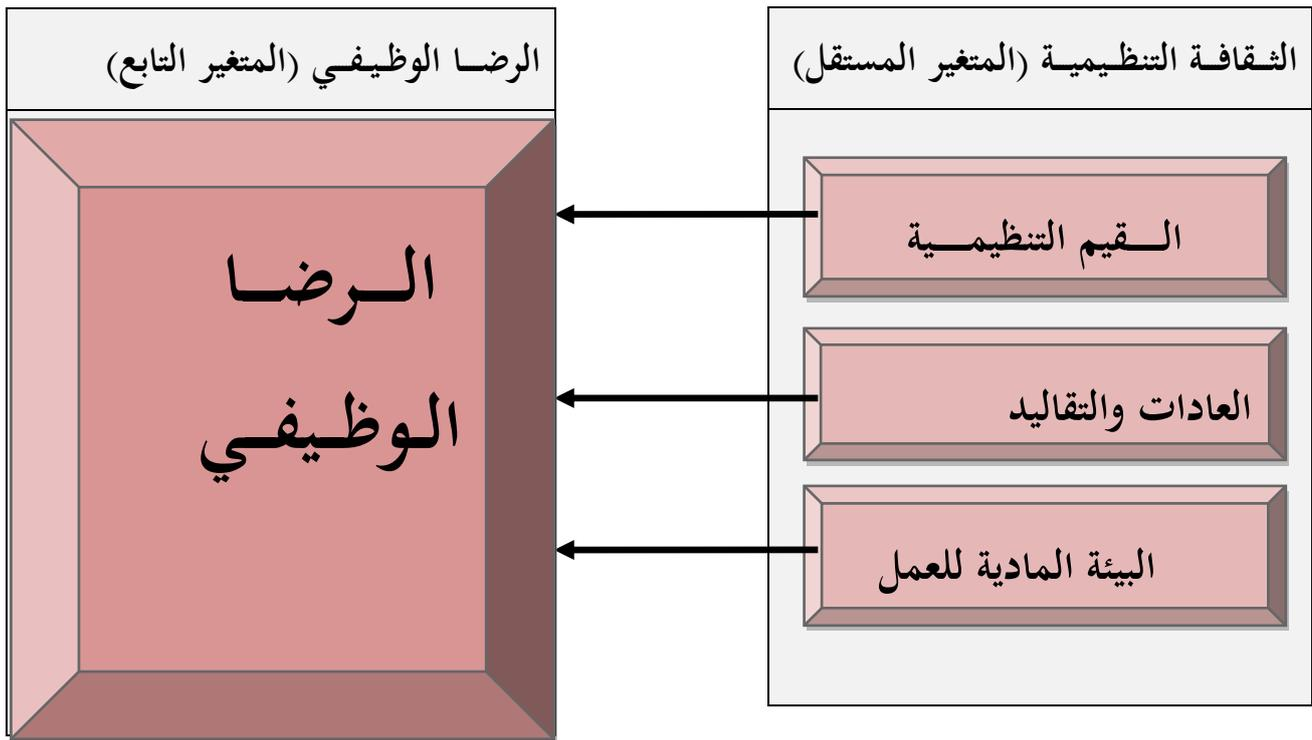 الثقافة التنظيمية (المتغير المستقل)
القيم التنظيمية
العادات والتقاليد
البيئة المادية للعمل
الرضا الوظيفي (المتغير التابع)
الرضا
الوظيفي